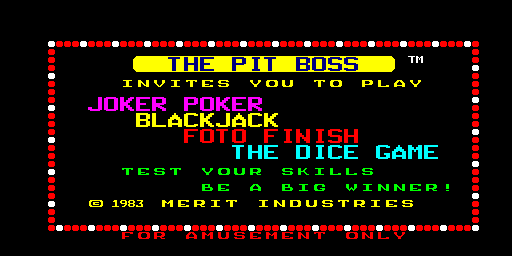 THE PIT BOSS ™
INVITES YOU TO PLAY
JOKER POKER
BLACKJACK
FOTO FINISH
THE DICE GAME
TEST YOUR SKILLS
BE A BIG WINNER!
© 1983 MERIT INDUSTRIES
FOR AMUSEMENT ONLY